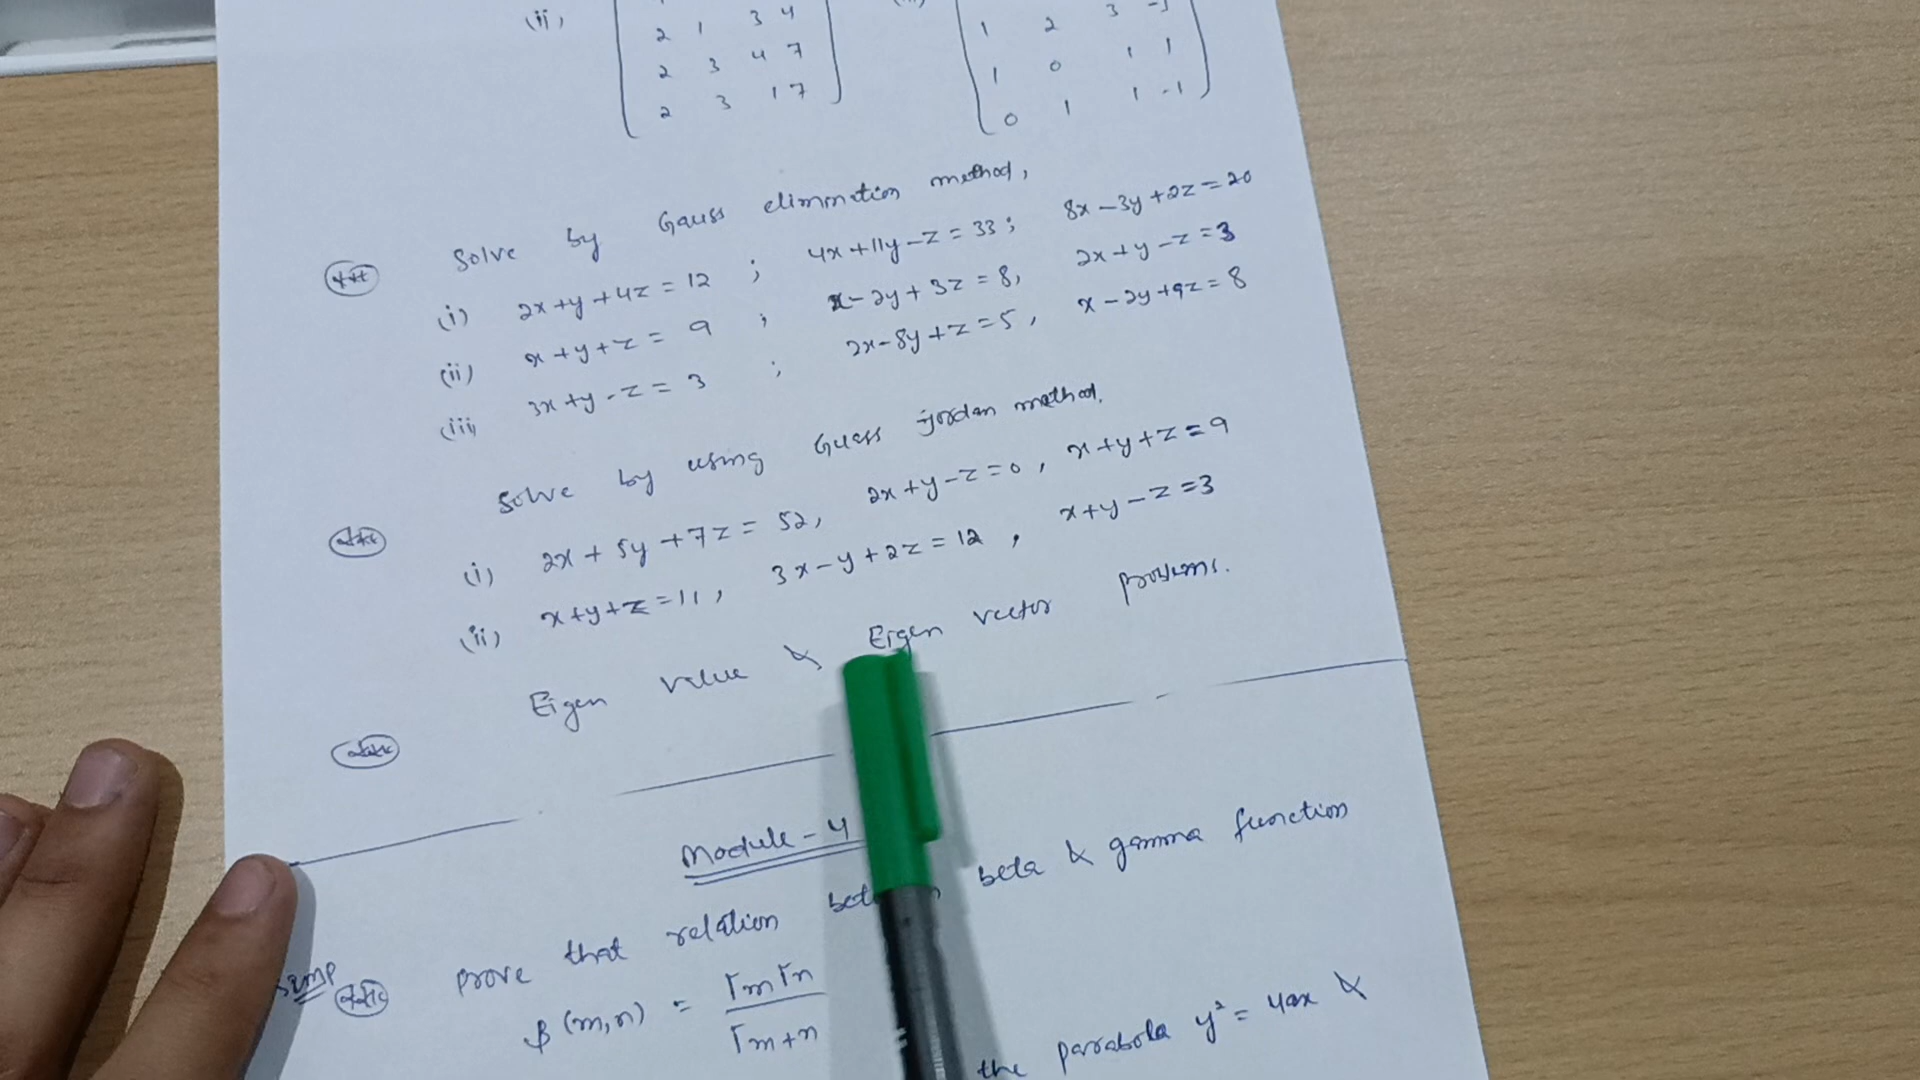 (ii)
2 1 3 4
2 3 4 7
2 3 1 7
1 2 3 -3
1 0 1 1
0 1 1 -1
*** Solve by Gauss elimination method,
(i) 2x+y+4z = 12 ; 4x+11y-z = 33 ; 8x-3y+2z = 20
(ii) x+y+z = 9 ; x-2y+3z = 8, 2x+y-z = 3
(iii) 3x+y-z = 3 ; 2x-8y+z = 5, x-2y+9z = 8
*** Solve by using Guess jordan method.
(i) 2x + 5y + 7z = 52, 2x+y-z = 0, x+y+z = 9
(ii) x+y+z = 11, 3x-y+2z = 12, x+y-z = 3
*** Eigen value & Eigen vector problems.
Module - 4
*** prove that relation beta & gamma function
β(m,n) = Γm Γn / Γm+n
the parabola y² = 4ax &